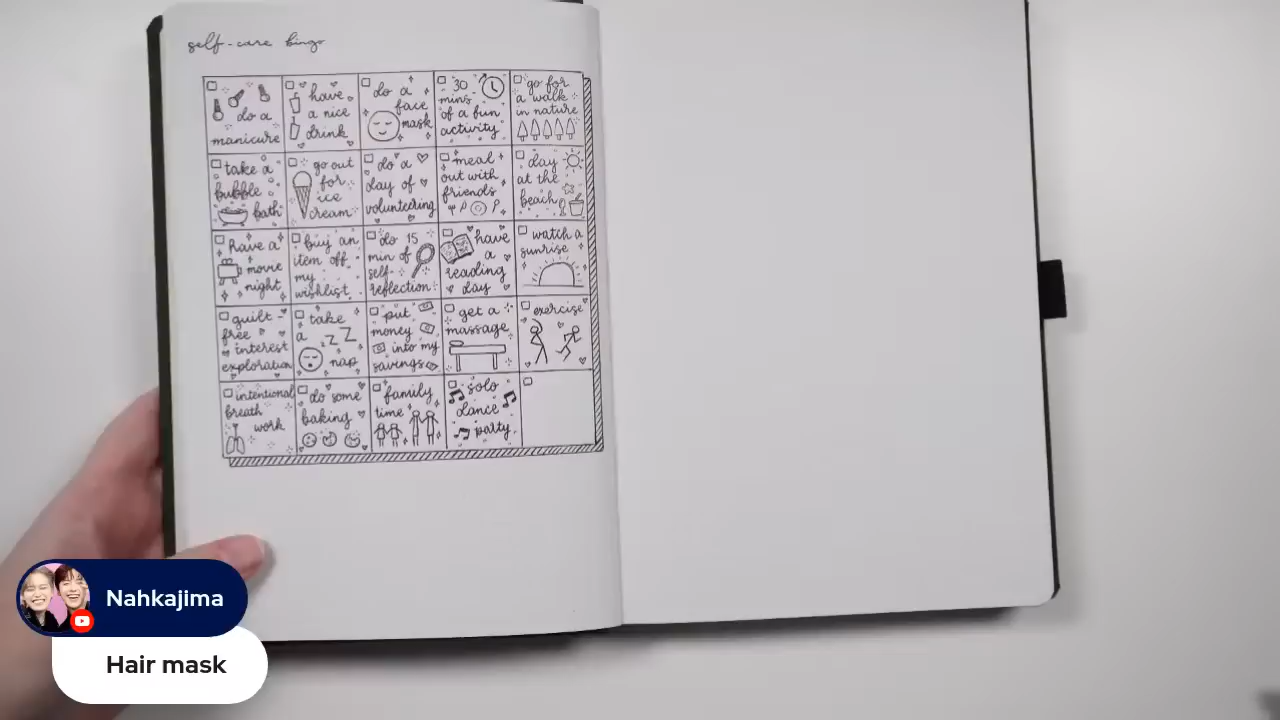 self-care bingo
do a
manicure
have
a nice
drink
do a
face
mask
30
mins
of a fun
activity
go for
a walk
in nature
take a
bubble
bath
go out
for
ice
cream
do a
day of
volunteering
meal
out with
friends
day
at the
beach
have a
movie
night
buy an
item off
my
wishlist
do 15
min of
self-
reflection
have
a
reading
day
watch a
sunrise
guilt-
free
interest
exploration
take
a
z z z
nap
put
money
into my
savings
get a
massage
exercise
intentional
breath
work
do some
baking
family
time
solo
dance
party
Nahkajima
Hair mask